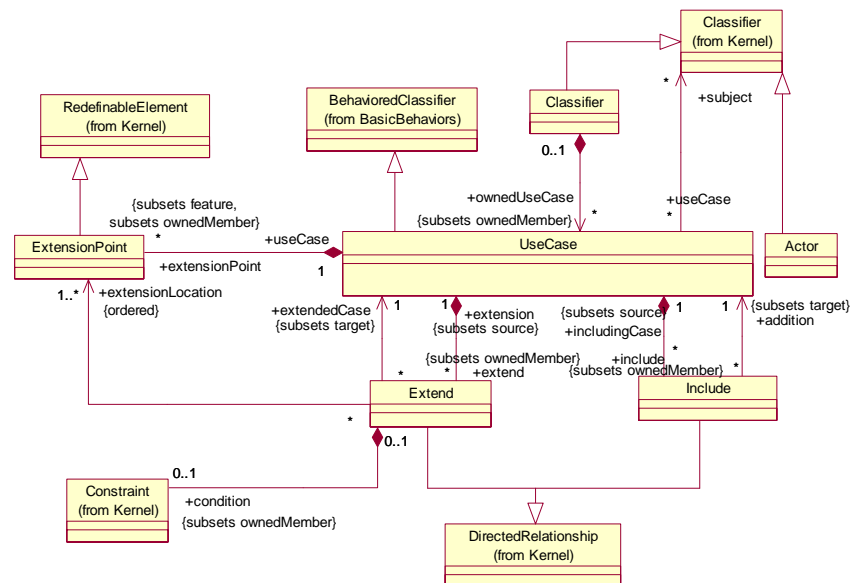 Classifier
(from Kernel)
RedefinableElement
(from Kernel)
BehavioredClassifier
(from BasicBehaviors)
Classifier
*
+subject
0..1
{subsets feature,
subsets ownedMember}
*
+ownedUseCase
{subsets ownedMember}
*
+useCase
*
ExtensionPoint
+useCase
1
+extensionPoint
UseCase
Actor
1..*
+extensionLocation
{ordered}
+extendedCase
{subsets target}
1
1
+extension
{subsets source}
{subsets source}
+includingCase
1
1
{subsets target}
+addition
*
{subsets ownedMember}
*
+extend
*
+include
{subsets ownedMember}
*
Extend
Include
*
0..1
0..1
Constraint
(from Kernel)
+condition
{subsets ownedMember}
DirectedRelationship
(from Kernel)